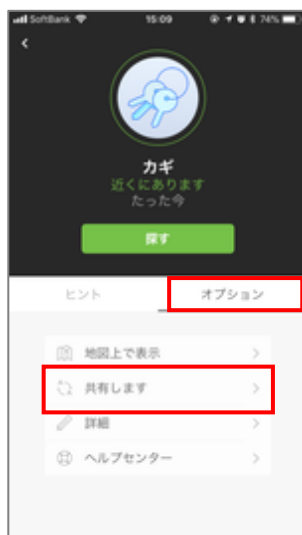 SoftBank 15:09 74%
カギ
近くにあります
たった今
探す
ヒント オプション
地図上で表示
共有します
詳細
ヘルプセンター